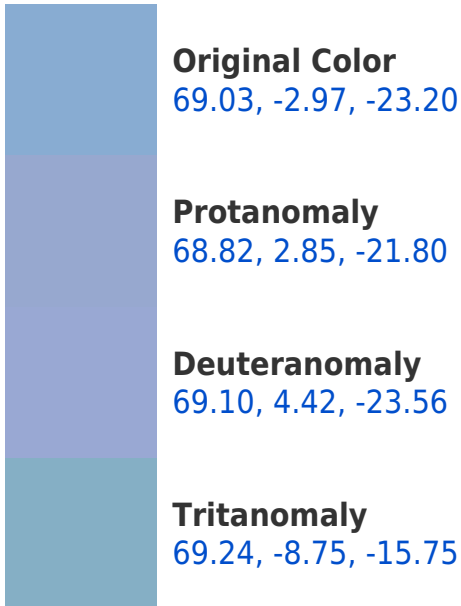 Original Color
69.03, -2.97, -23.20
Protanomaly
68.82, 2.85, -21.80
Deuteranomaly
69.10, 4.42, -23.56
Tritanomaly
69.24, -8.75, -15.75